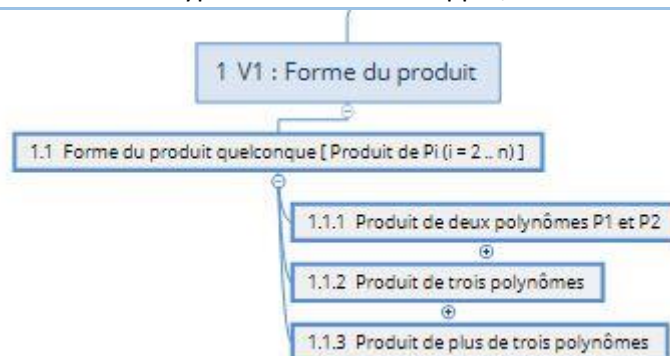 1 V1 : Forme du produit
1.1 Forme du produit quelconque [ Produit de Pi (i = 2 .. n) ]
1.1.1 Produit de deux polynômes P1 et P2
1.1.2 Produit de trois polynômes
1.1.3 Produit de plus de trois polynômes